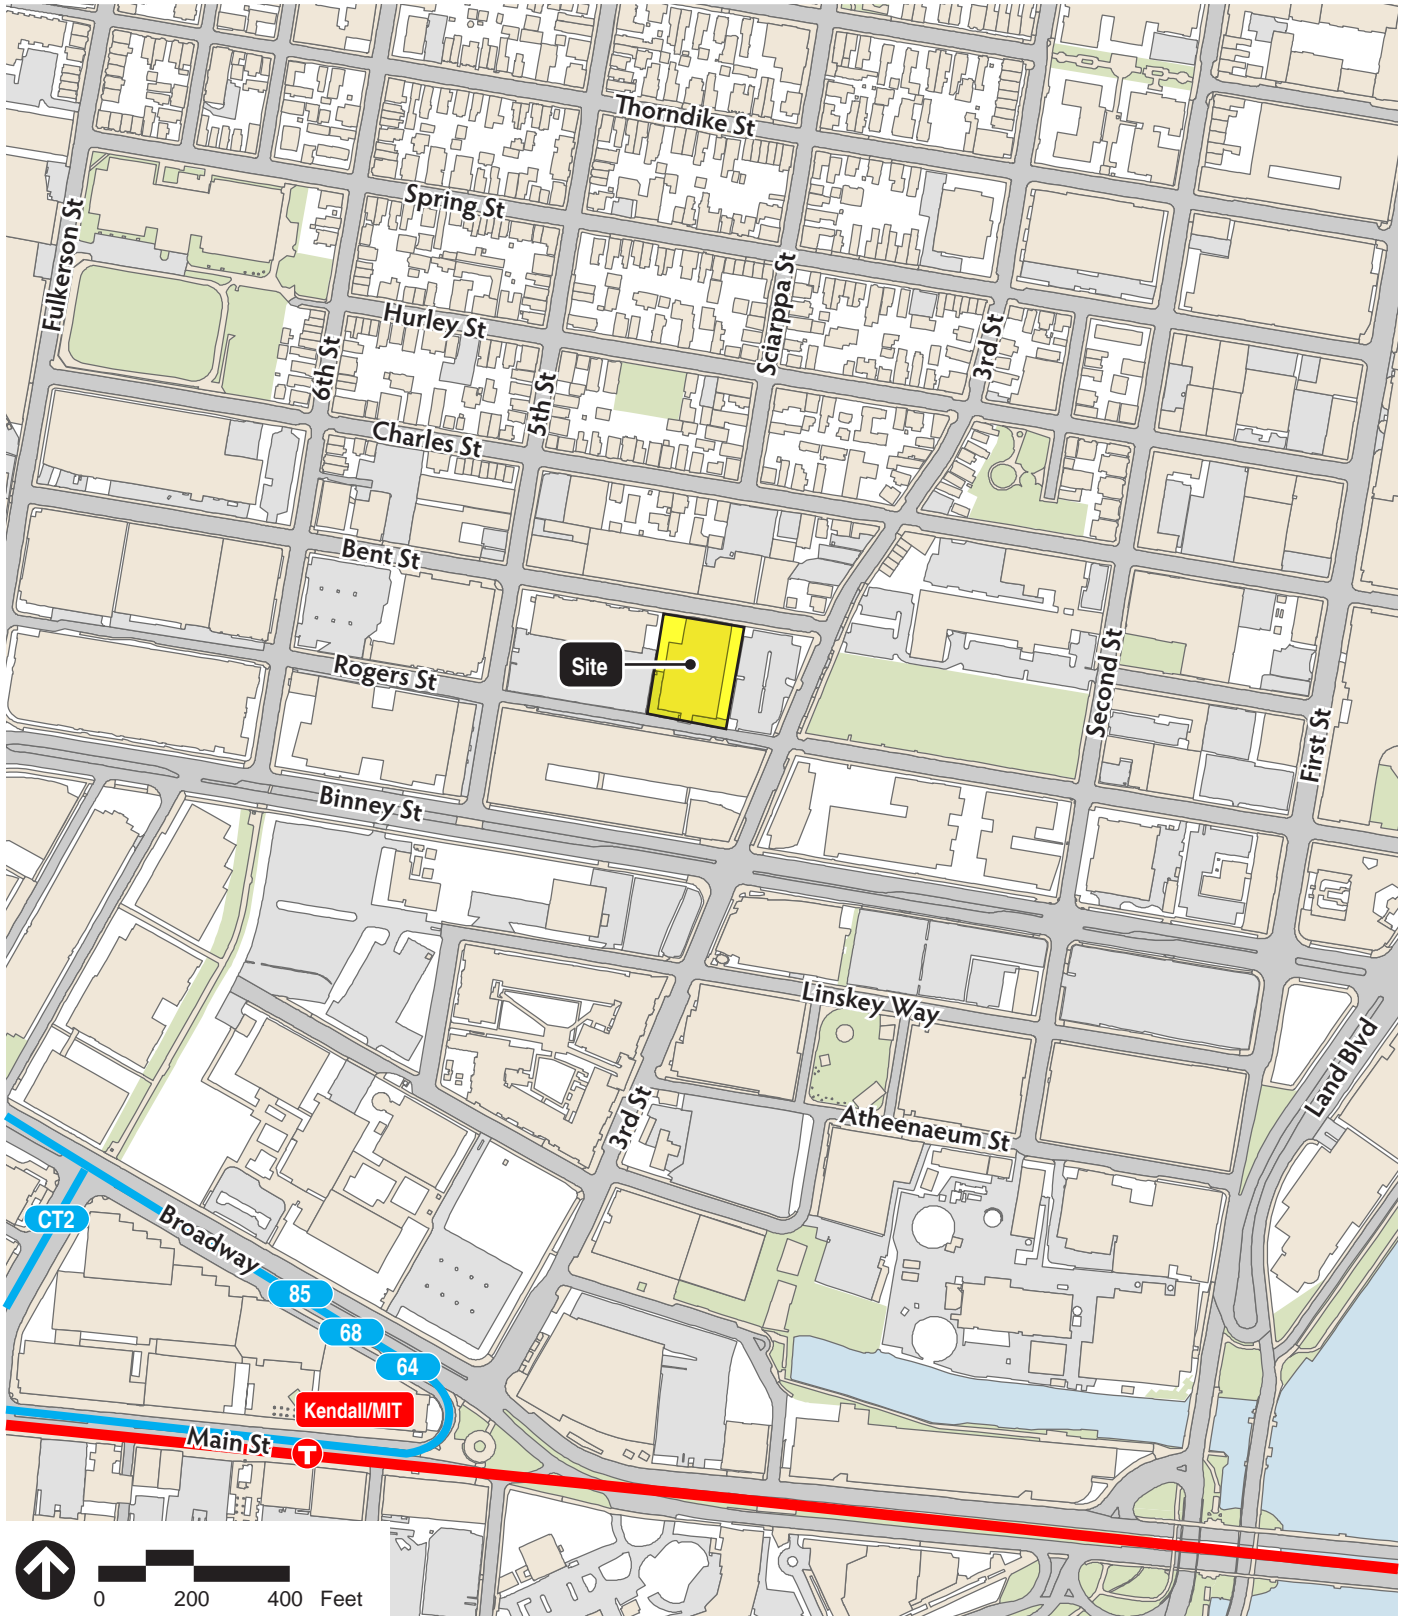 Thorndike St
Spring St
Fulkerson St
Sciarppa St
Hurley St
3rd St
6th St
5th St
Charles St
Bent St
Site
Rogers St
Second St
First St
Binney St
Linskey Way
Land Blvd
3rd St
Atheenaeum St
CT2
Broadway
85
68
64
Kendall/MIT
Main St
T
0 200 400 Feet